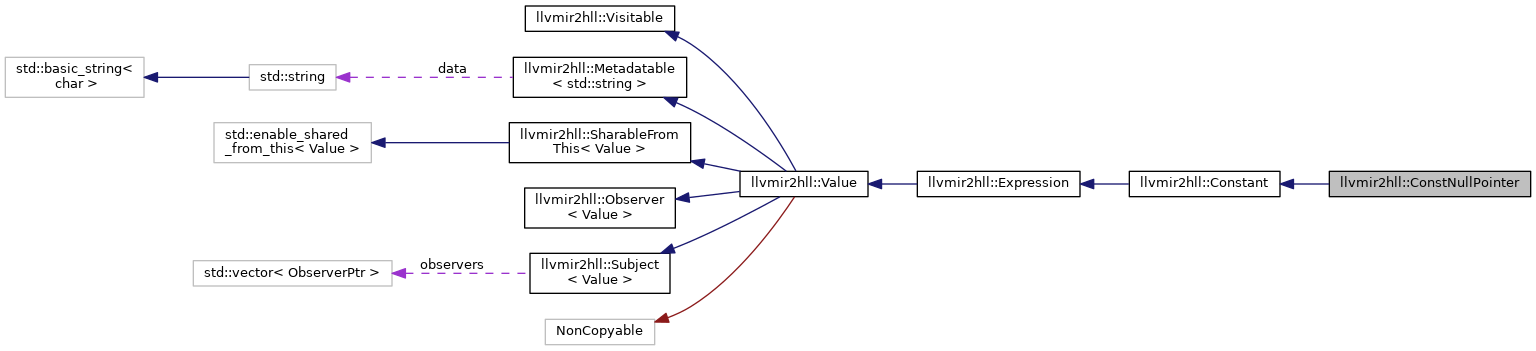 llvmir2hll::Visitable
std::basic_string<
char >
std::string
data
llvmir2hll::Metadatable
< std::string >
std::enable_shared
_from_this< Value >
llvmir2hll::SharableFrom
This< Value >
llvmir2hll::Value
llvmir2hll::Expression
llvmir2hll::Constant
llvmir2hll::ConstNullPointer
llvmir2hll::Observer
< Value >
std::vector< ObserverPtr >
observers
llvmir2hll::Subject
< Value >
NonCopyable